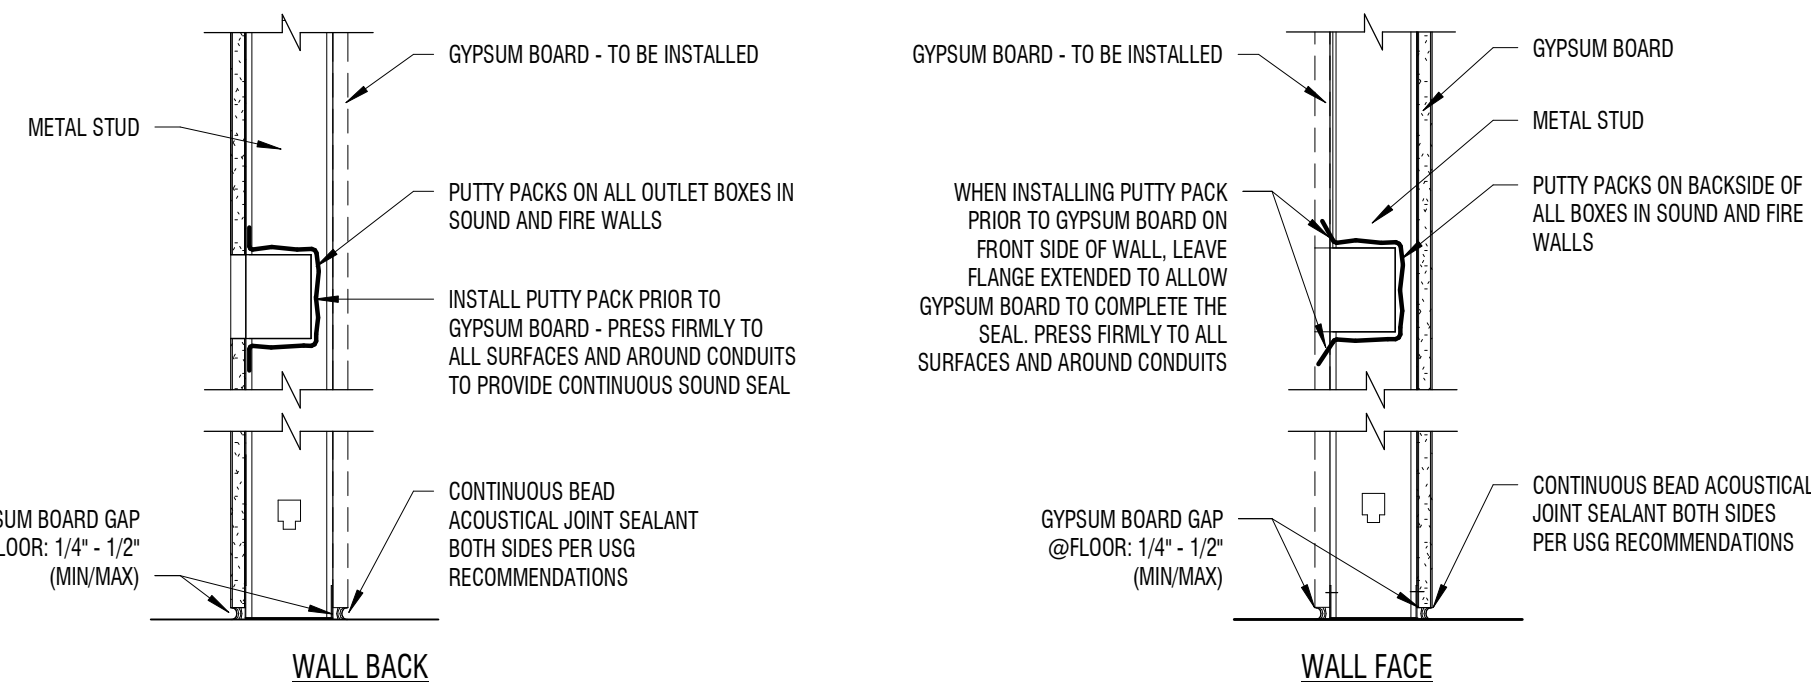 GYPSUM BOARD - TO BE INSTALLED
METAL STUD
PUTTY PACKS ON ALL OUTLET BOXES IN
SOUND AND FIRE WALLS
INSTALL PUTTY PACK PRIOR TO
GYPSUM BOARD - PRESS FIRMLY TO
ALL SURFACES AND AROUND CONDUITS
TO PROVIDE CONTINUOUS SOUND SEAL
SUM BOARD GAP
LOOR: 1/4" - 1/2"
(MIN/MAX)
CONTINUOUS BEAD
ACOUSTICAL JOINT SEALANT
BOTH SIDES PER USG
RECOMMENDATIONS
WALL BACK
GYPSUM BOARD - TO BE INSTALLED
GYPSUM BOARD
METAL STUD
WHEN INSTALLING PUTTY PACK
PRIOR TO GYPSUM BOARD ON
FRONT SIDE OF WALL, LEAVE
FLANGE EXTENDED TO ALLOW
GYPSUM BOARD TO COMPLETE THE
SEAL. PRESS FIRMLY TO ALL
SURFACES AND AROUND CONDUITS
PUTTY PACKS ON BACKSIDE OF
ALL BOXES IN SOUND AND FIRE
WALLS
GYPSUM BOARD GAP
@FLOOR: 1/4" - 1/2"
(MIN/MAX)
CONTINUOUS BEAD ACOUSTICAL
JOINT SEALANT BOTH SIDES
PER USG RECOMMENDATIONS
WALL FACE